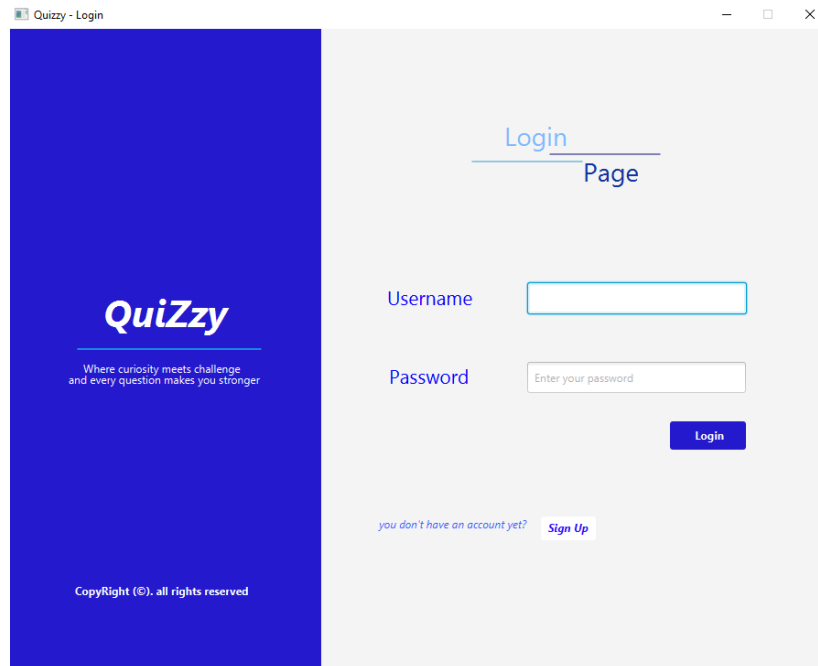 Quizzy - Login
QuiZzy
Where curiosity meets challenge
and every question makes you stronger
CopyRight (©). all rights reserved
Login
Page
Username
Password
Enter your password
Login
you don't have an account yet?
Sign Up